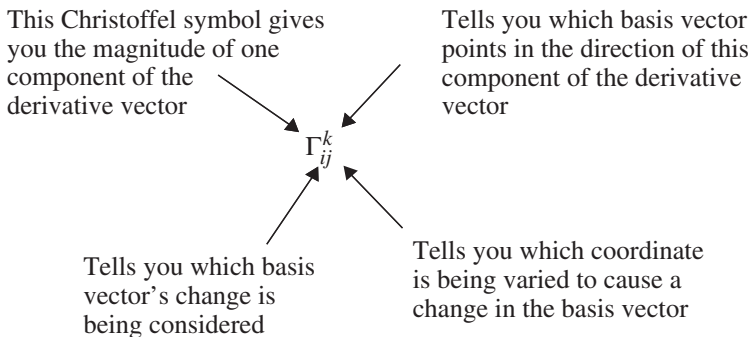 This Christoffel symbol gives
you the magnitude of one
component of the
derivative vector
Tells you which basis vector
points in the direction of this
component of the derivative
vector
Γ^k_{ij}
Tells you which basis
vector's change is
being considered
Tells you which coordinate
is being varied to cause a
change in the basis vector